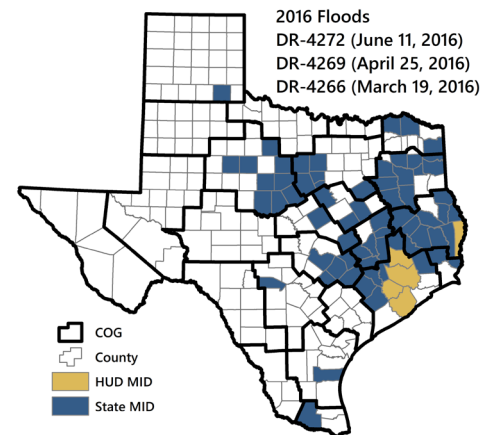 2016 Floods
DR-4272 (June 11, 2016)
DR-4269 (April 25, 2016)
DR-4266 (March 19, 2016)
COG
County
HUD MID
State MID